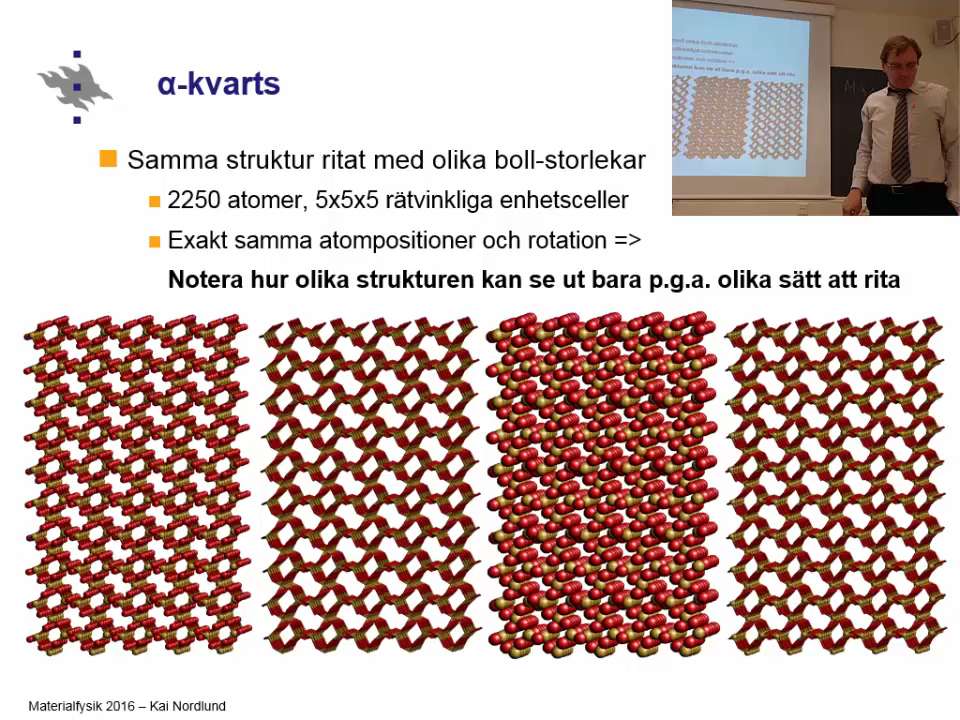 α-kvarts
Samma struktur ritat med olika boll-storlekar
2250 atomer, 5x5x5 rätvinkliga enhetsceller
Exakt samma atompositioner och rotation =>
Notera hur olika strukturen kan se ut bara p.g.a. olika sätt att rita
Materialfysik 2016 – Kai Nordlund